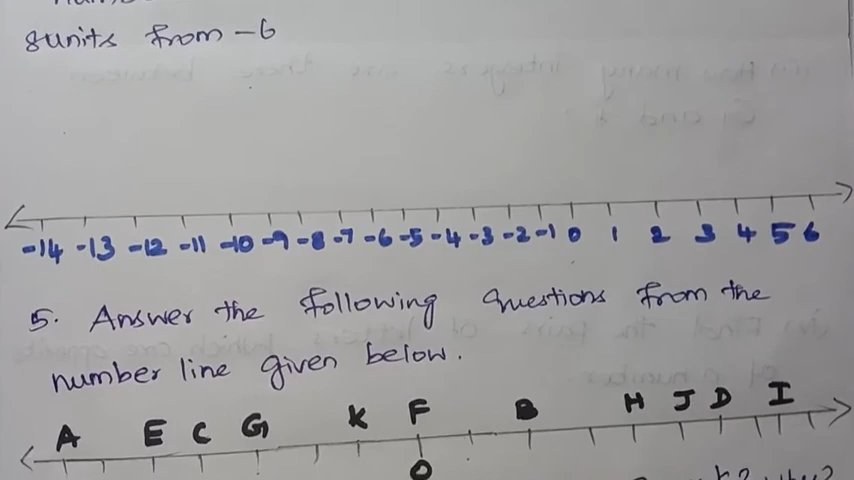 8units from -6
-14 -13 -12 -11 -10 -9 -8 -7 -6 -5 -4 -3 -2 -1 0 1 2 3 4 5 6
5. Answer the following Questions from the
number line given below.
A E C G K F B H J D I
0